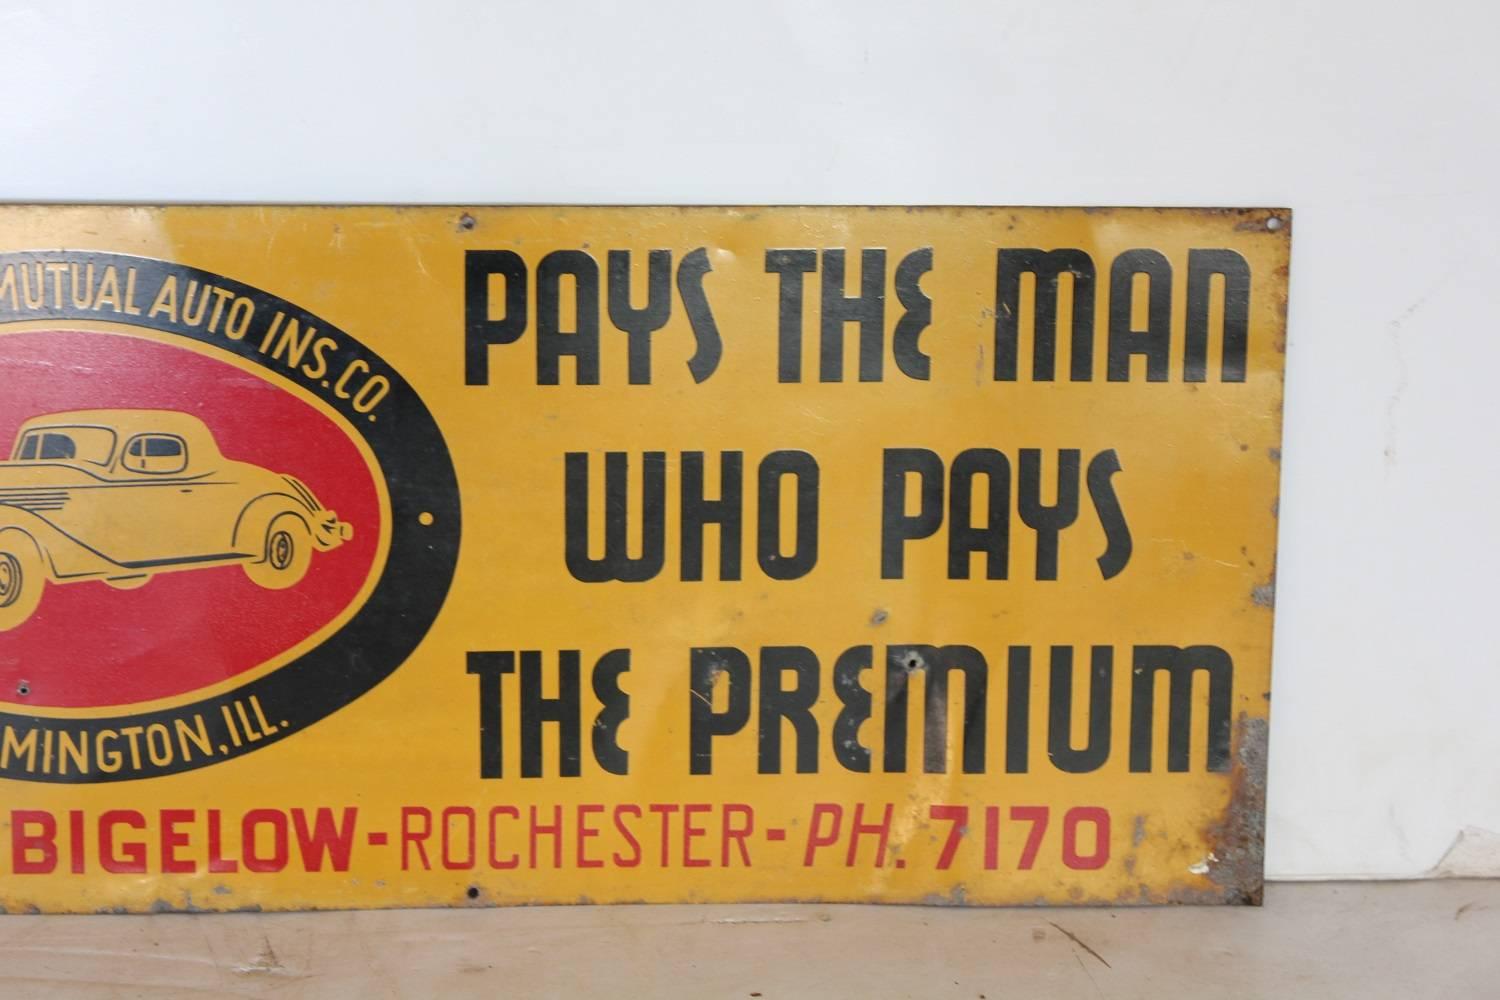 MUTUAL AUTO INS. CO.
MINGTON, ILL.
PAYS THE MAN
WHO PAYS
THE PREMIUM
BIGELOW-ROCHESTER-PH. 7170